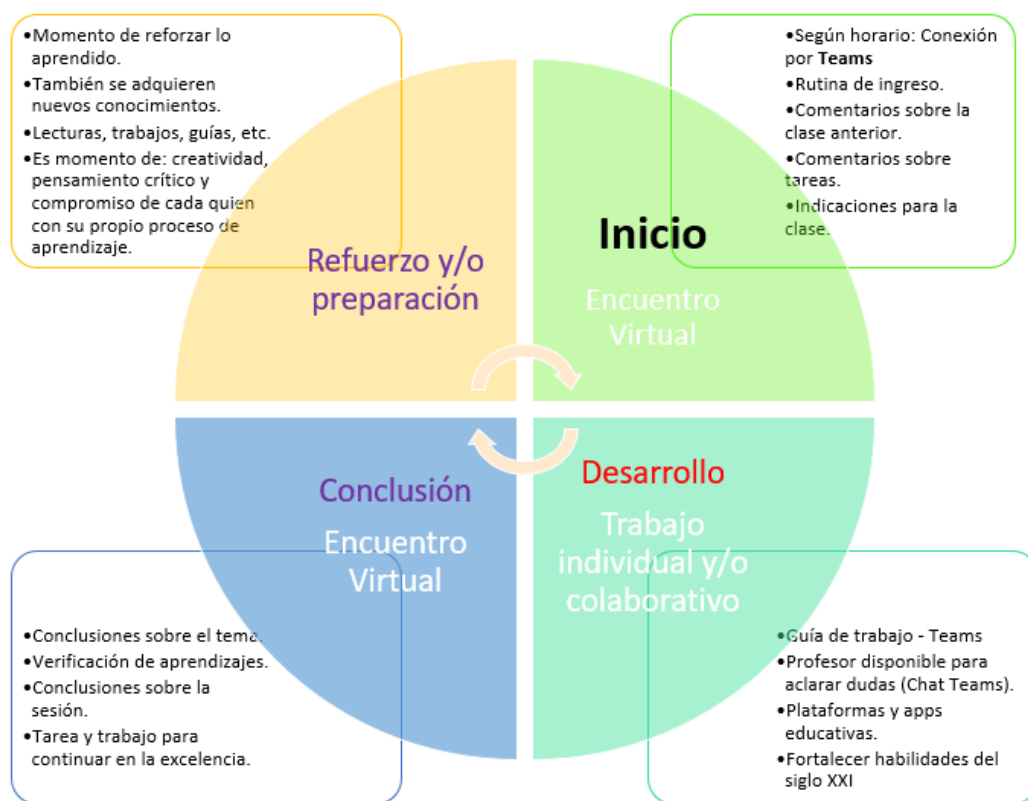 •Momento de reforzar lo
aprendido.
•También se adquieren
nuevos conocimientos.
•Lecturas, trabajos, guías, etc.
•Es momento de: creatividad,
pensamiento crítico y
compromiso de cada quien
con su propio proceso de
aprendizaje.
Refuerzo y/o
preparación
•Según horario: Conexión
por Teams
•Rutina de ingreso.
•Comentarios sobre la
clase anterior.
•Comentarios sobre
tareas.
•Indicaciones para la
clase.
Inicio
Encuentro
Virtual
Conclusión
Encuentro
Virtual
•Conclusiones sobre el tema.
•Verificación de aprendizajes.
•Conclusiones sobre la
sesión.
•Tarea y trabajo para
continuar en la excelencia.
Desarrollo
Trabajo
individual y/o
colaborativo
•Guía de trabajo - Teams
•Profesor disponible para
aclarar dudas (Chat Teams).
•Plataformas y apps
educativas.
•Fortalecer habilidades del
siglo XXI